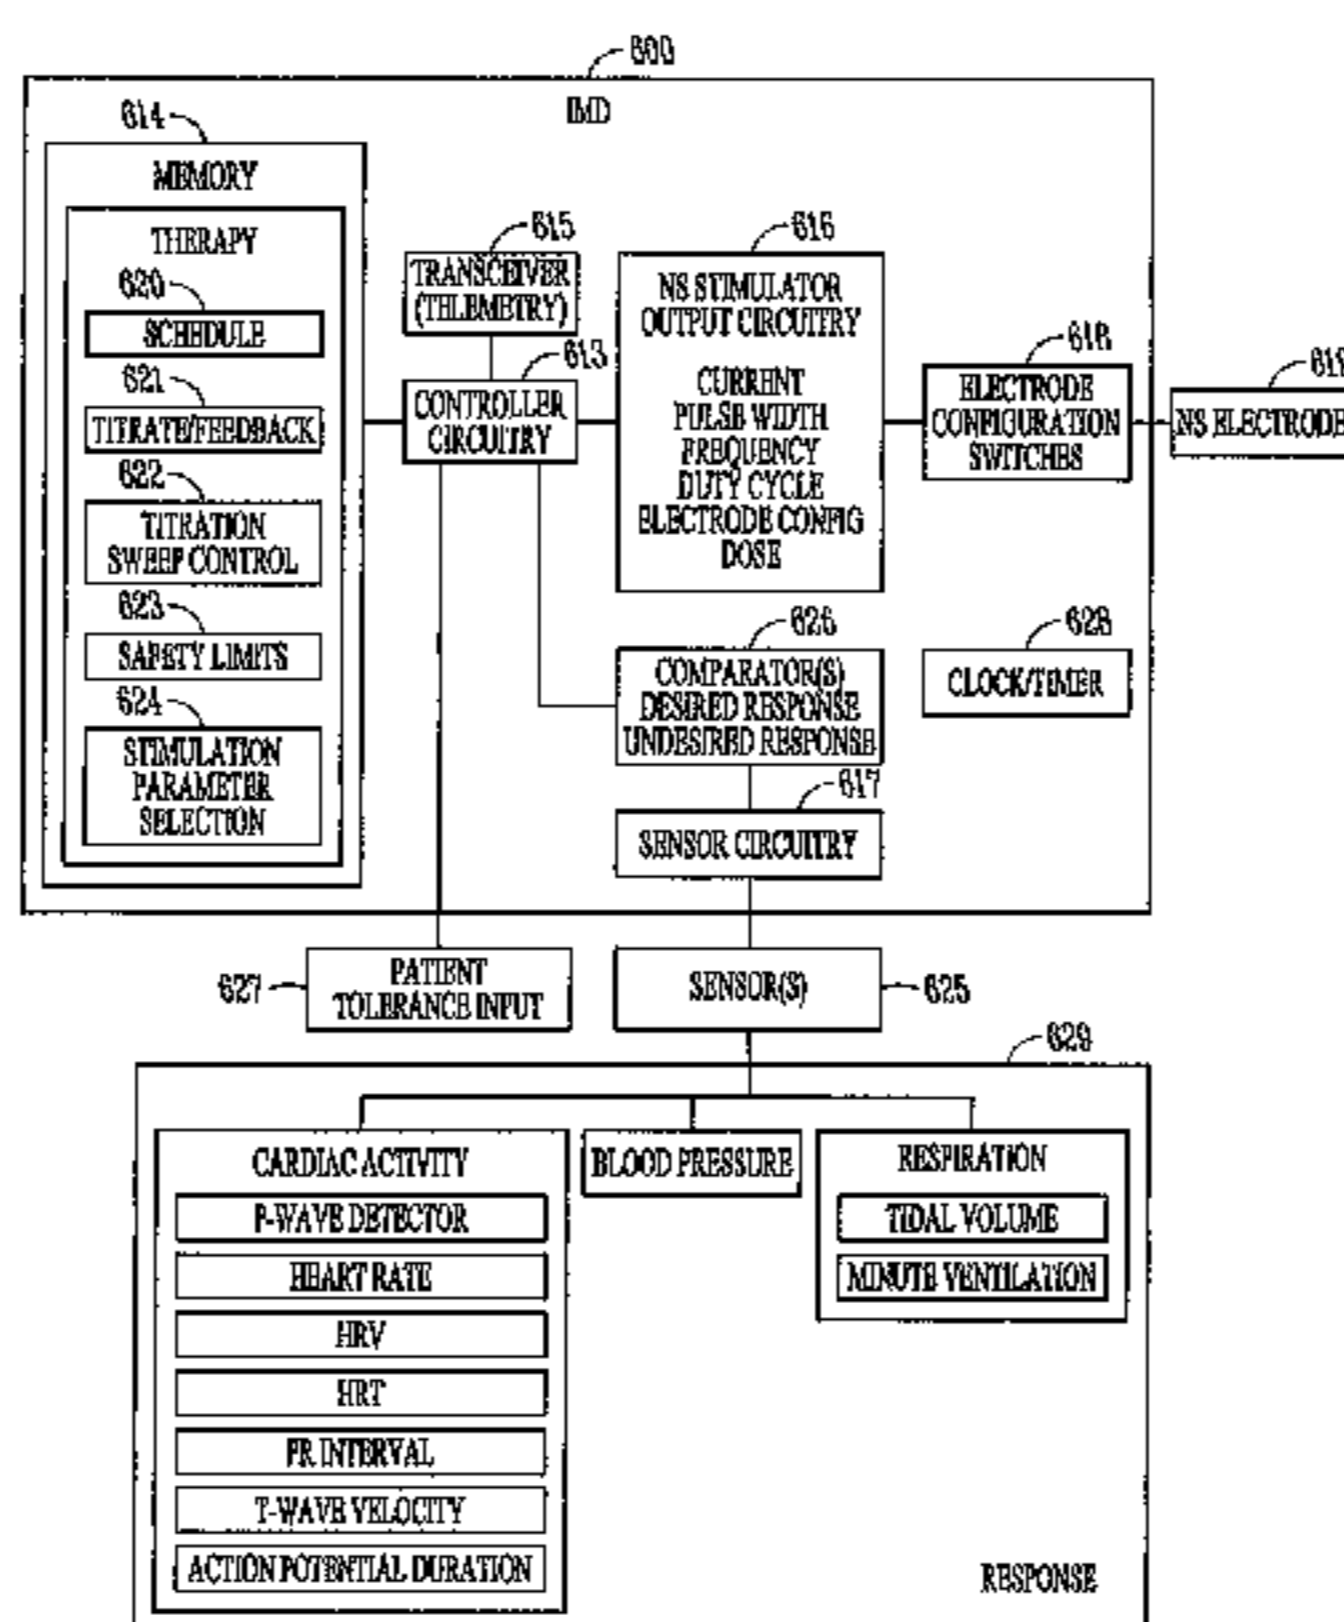 600
IMD
614
MEMORY
THERAPY
620
SCHEDULE
621
TITRATE/FEEDBACK
622
TITRATION
SWEEP CONTROL
623
SAFETY LIMITS
624
STIMULATION
PARAMETER
SELECTION
615
TRANSCEIVER
(TELEMETRY)
613
CONTROLLER
CIRCUITRY
616
NS STIMULATOR
OUTPUT CIRCUITRY
CURRENT
PULSE WIDTH
FREQUENCY
DUTY CYCLE
ELECTRODE CONFIG
DOSE
618
ELECTRODE
CONFIGURATION
SWITCHES
NS ELECTRODE
626
COMPARATOR(S)
DESIRED RESPONSE
UNDESIRED RESPONSE
628
CLOCK/TIMER
617
SENSOR CIRCUITRY
627
PATIENT
TOLERANCE INPUT
SENSOR(S)
625
629
CARDIAC ACTIVITY
P-WAVE DETECTOR
HEART RATE
HRV
HRT
PR INTERVAL
T-WAVE VELOCITY
ACTION POTENTIAL DURATION
BLOOD PRESSURE
RESPIRATION
TIDAL VOLUME
MINUTE VENTILATION
RESPONSE